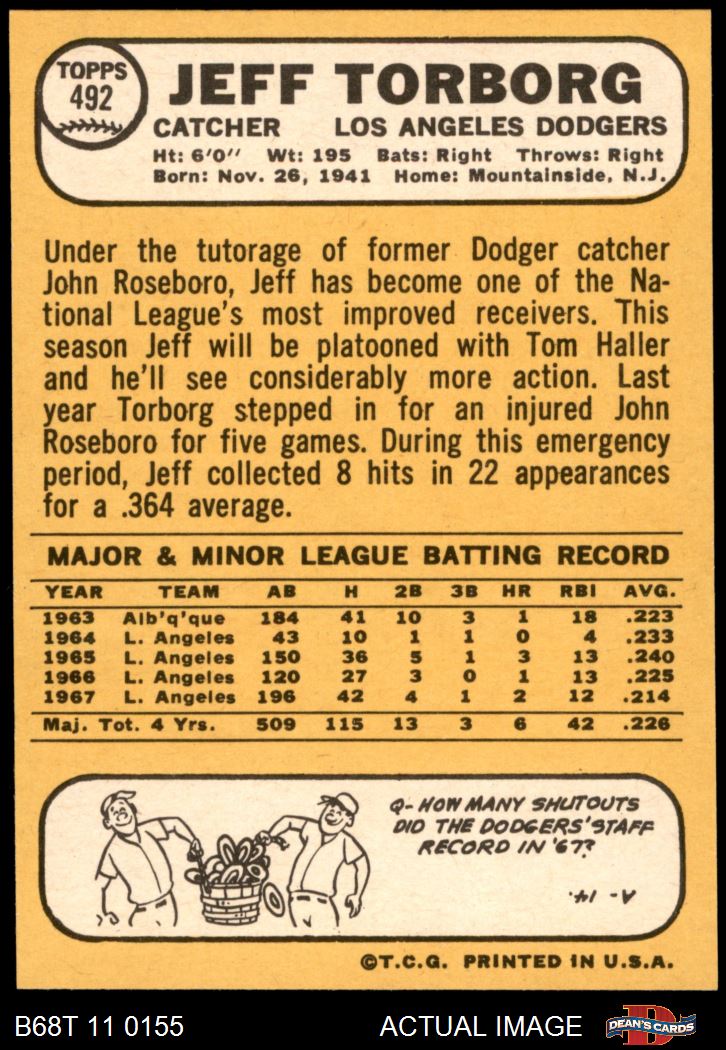 TOPPS
492
JEFF TORBORG
CATCHER LOS ANGELES DODGERS
Ht: 6'0" Wt: 195 Bats: Right Throws: Right
Born: Nov. 26, 1941 Home: Mountainside, N.J.
Under the tutorage of former Dodger catcher
John Roseboro, Jeff has become one of the Na-
tional League's most improved receivers. This
season Jeff will be platooned with Tom Haller
and he'll see considerably more action. Last
year Torborg stepped in for an injured John
Roseboro for five games. During this emergency
period, Jeff collected 8 hits in 22 appearances
for a .364 average.
MAJOR & MINOR LEAGUE BATTING RECORD
YEAR TEAM AB H 2B 3B HR RBI AVG.
1963 Alb'q'que 184 41 10 3 1 18 .223
1964 L. Angeles 43 10 1 1 0 4 .233
1965 L. Angeles 150 36 5 1 3 13 .240
1966 L. Angeles 120 27 3 0 1 13 .225
1967 L. Angeles 196 42 4 1 2 12 .214
Maj. Tot. 4 Yrs. 509 115 13 3 6 42 .226
Q- HOW MANY SHUTOUTS
DID THE DODGERS' STAFF
RECORD IN '67?
A- 14.
©T.C.G. PRINTED IN U.S.A.
B68T 11 0155 ACTUAL IMAGE DEAN'S CARDS